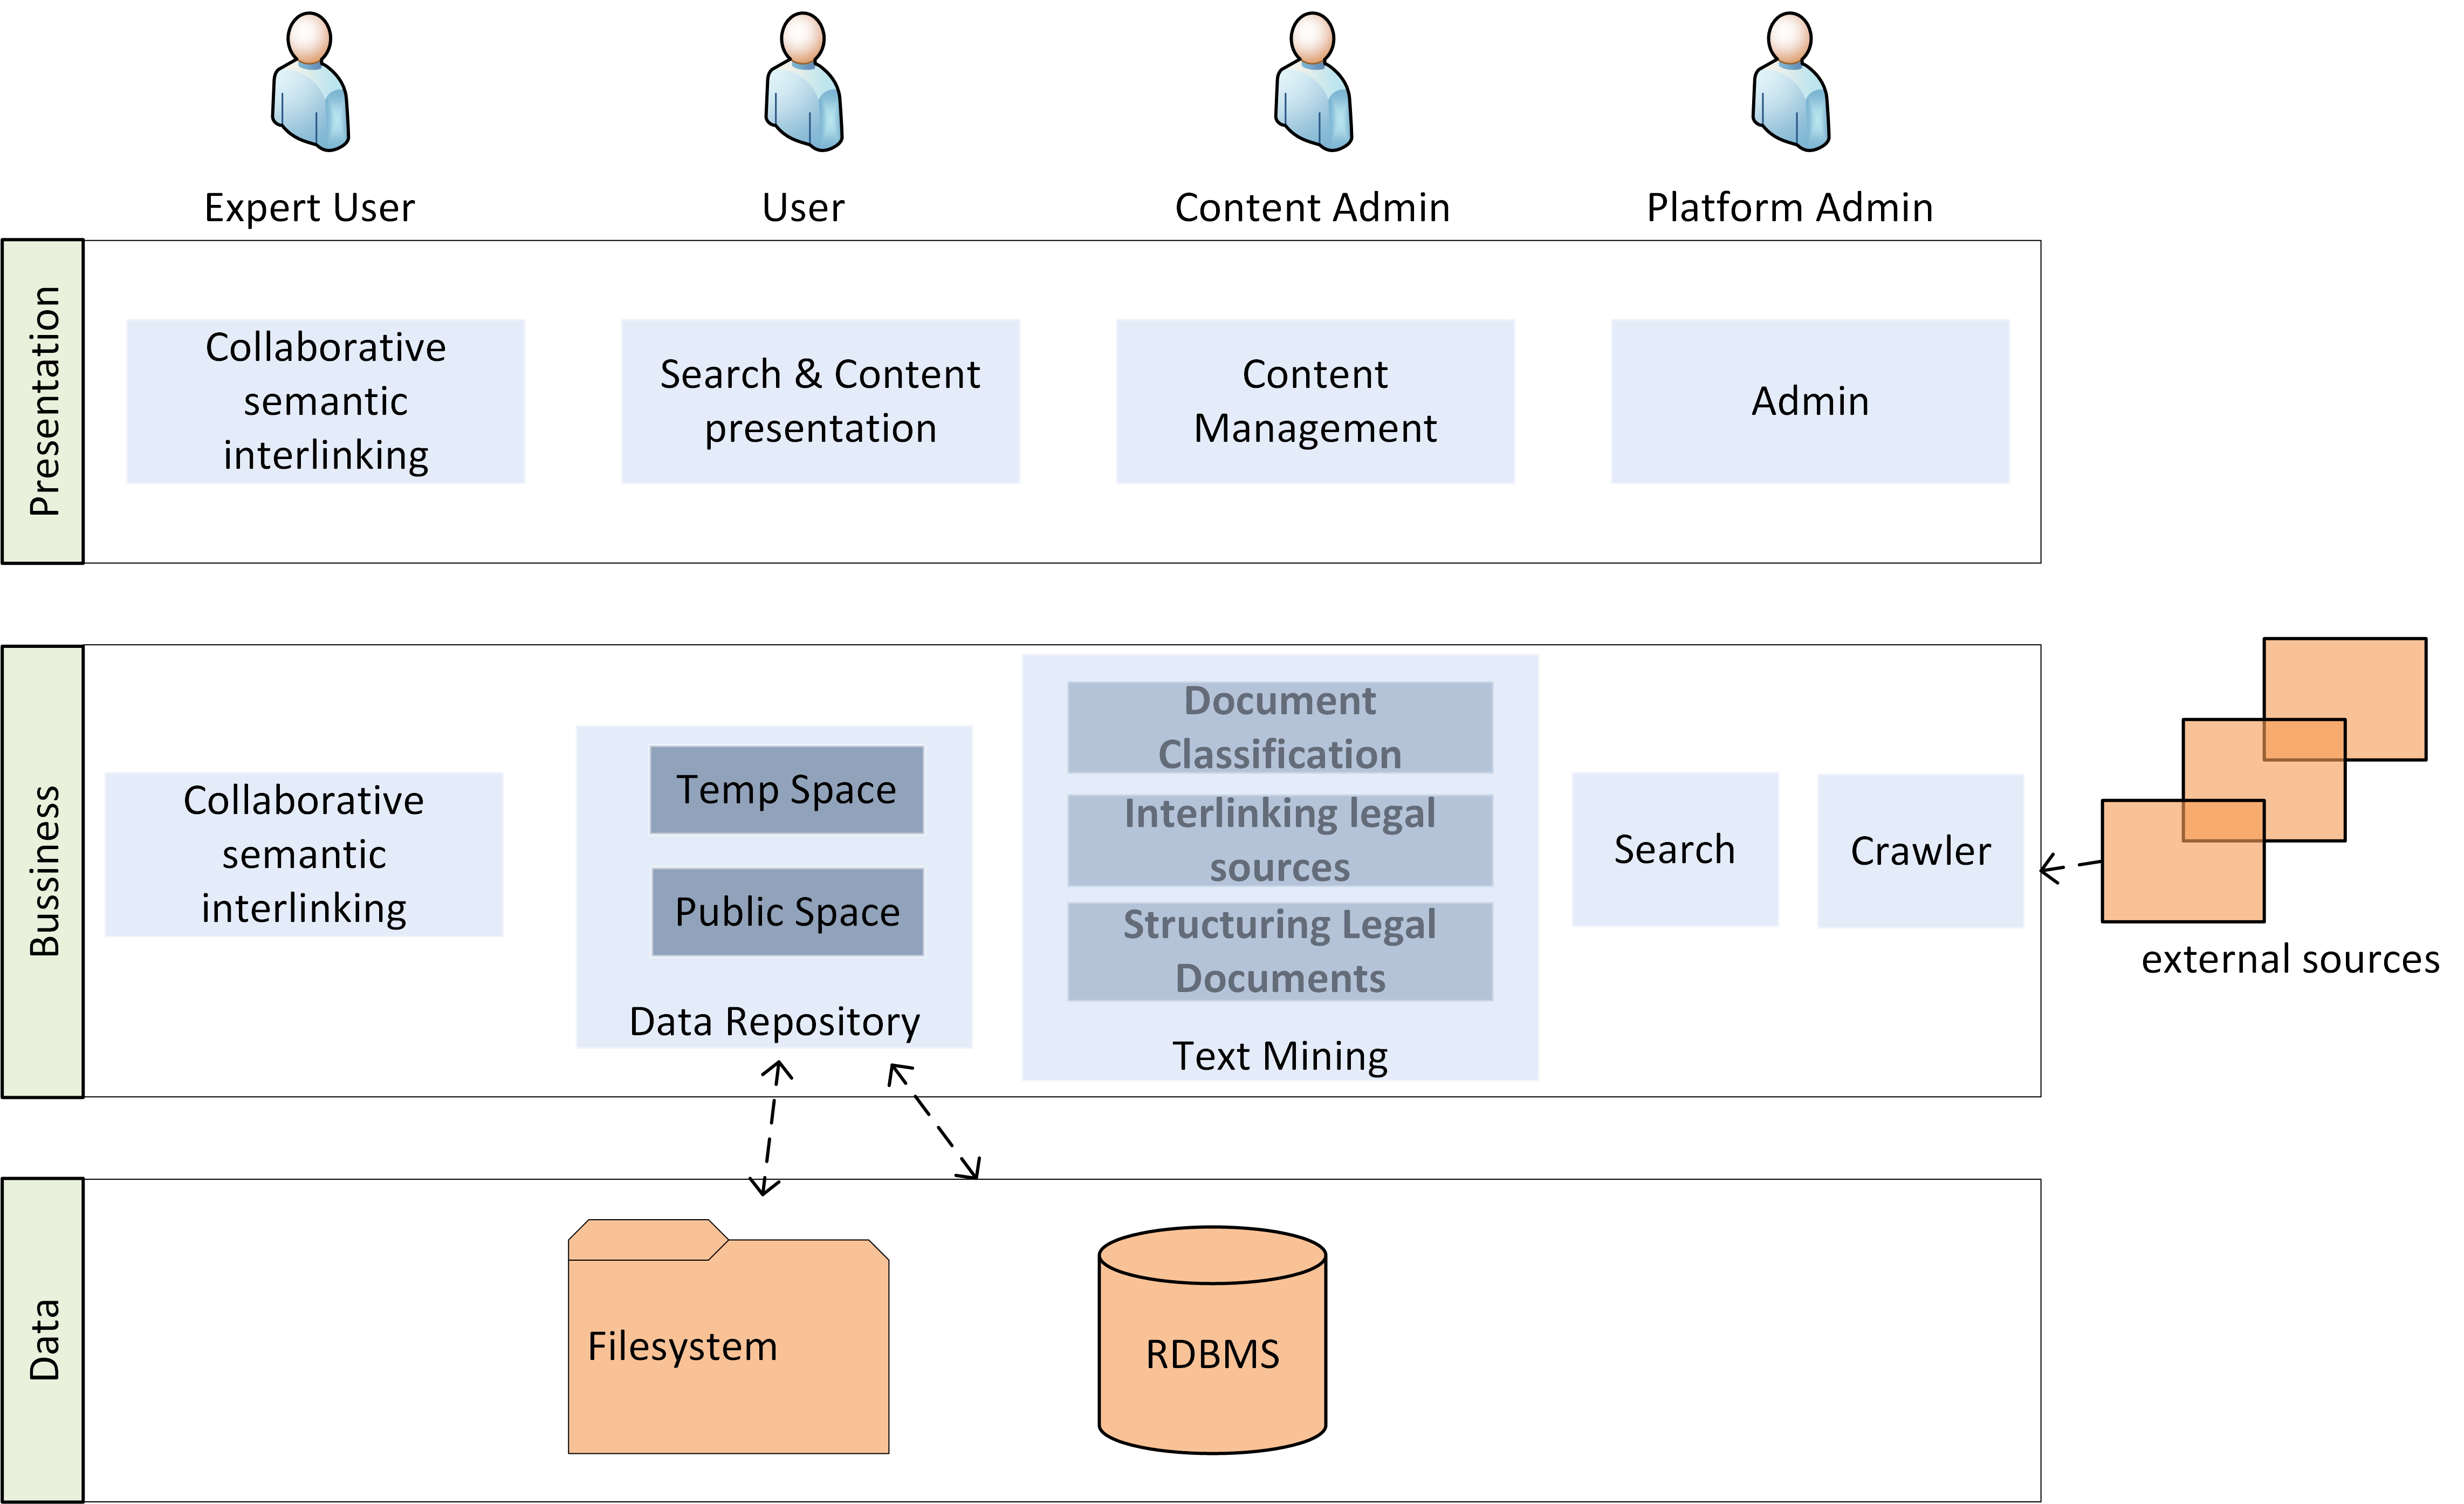 Expert User
User
Content Admin
Platform Admin
Presentation
Collaborative
semantic
interlinking
Search & Content
presentation
Content
Management
Admin
Bussiness
Collaborative
semantic
interlinking
Temp Space
Public Space
Data Repository
Document
Classification
Interlinking legal
sources
Structuring Legal
Documents
Text Mining
Search
Crawler
external sources
Data
Filesystem
RDBMS